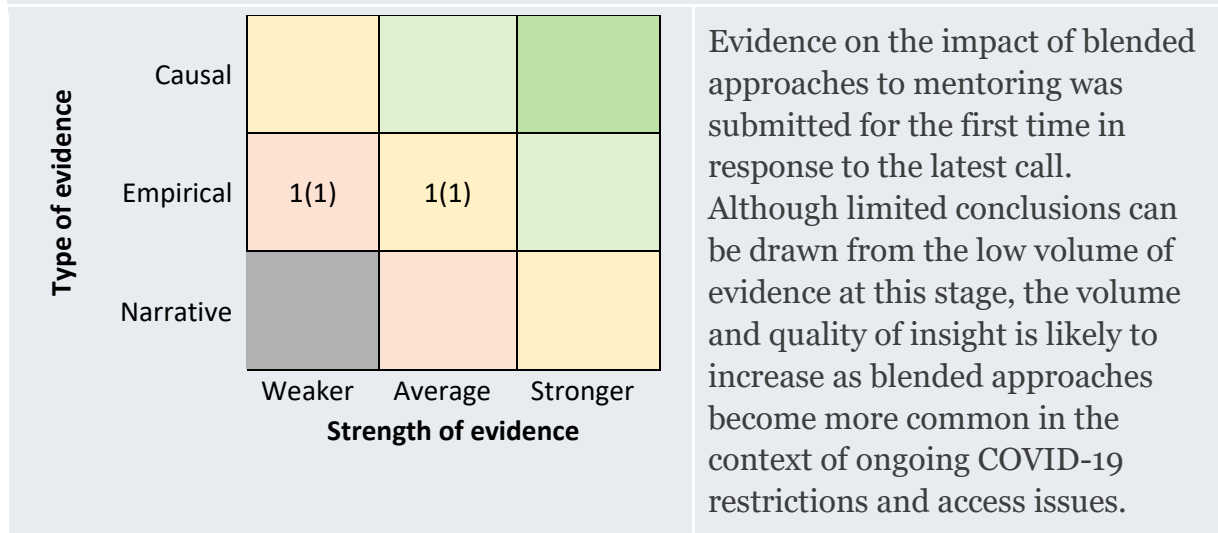 Type of evidence
Causal
Empirical
1(1)
1(1)
Narrative
Weaker
Average
Stronger
Strength of evidence
Evidence on the impact of blended
approaches to mentoring was
submitted for the first time in
response to the latest call.
Although limited conclusions can
be drawn from the low volume of
evidence at this stage, the volume
and quality of insight is likely to
increase as blended approaches
become more common in the
context of ongoing COVID-19
restrictions and access issues.